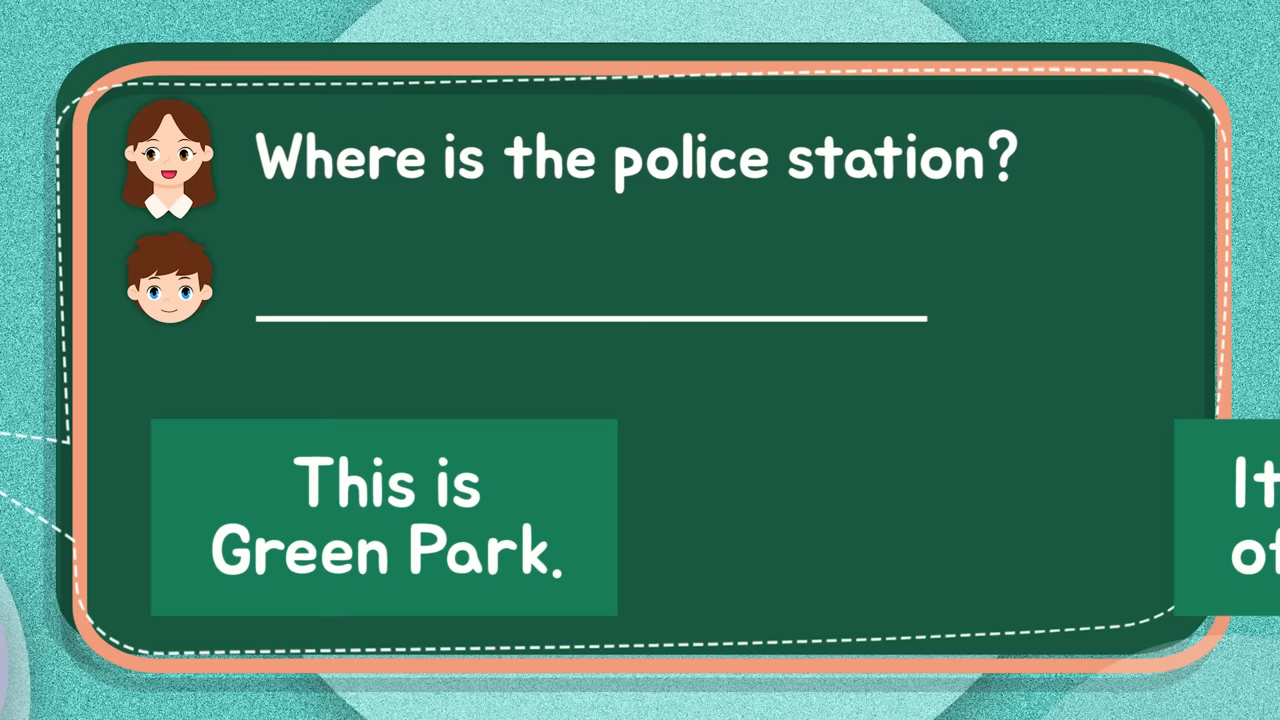 Where is the police station?
This is
Green Park.